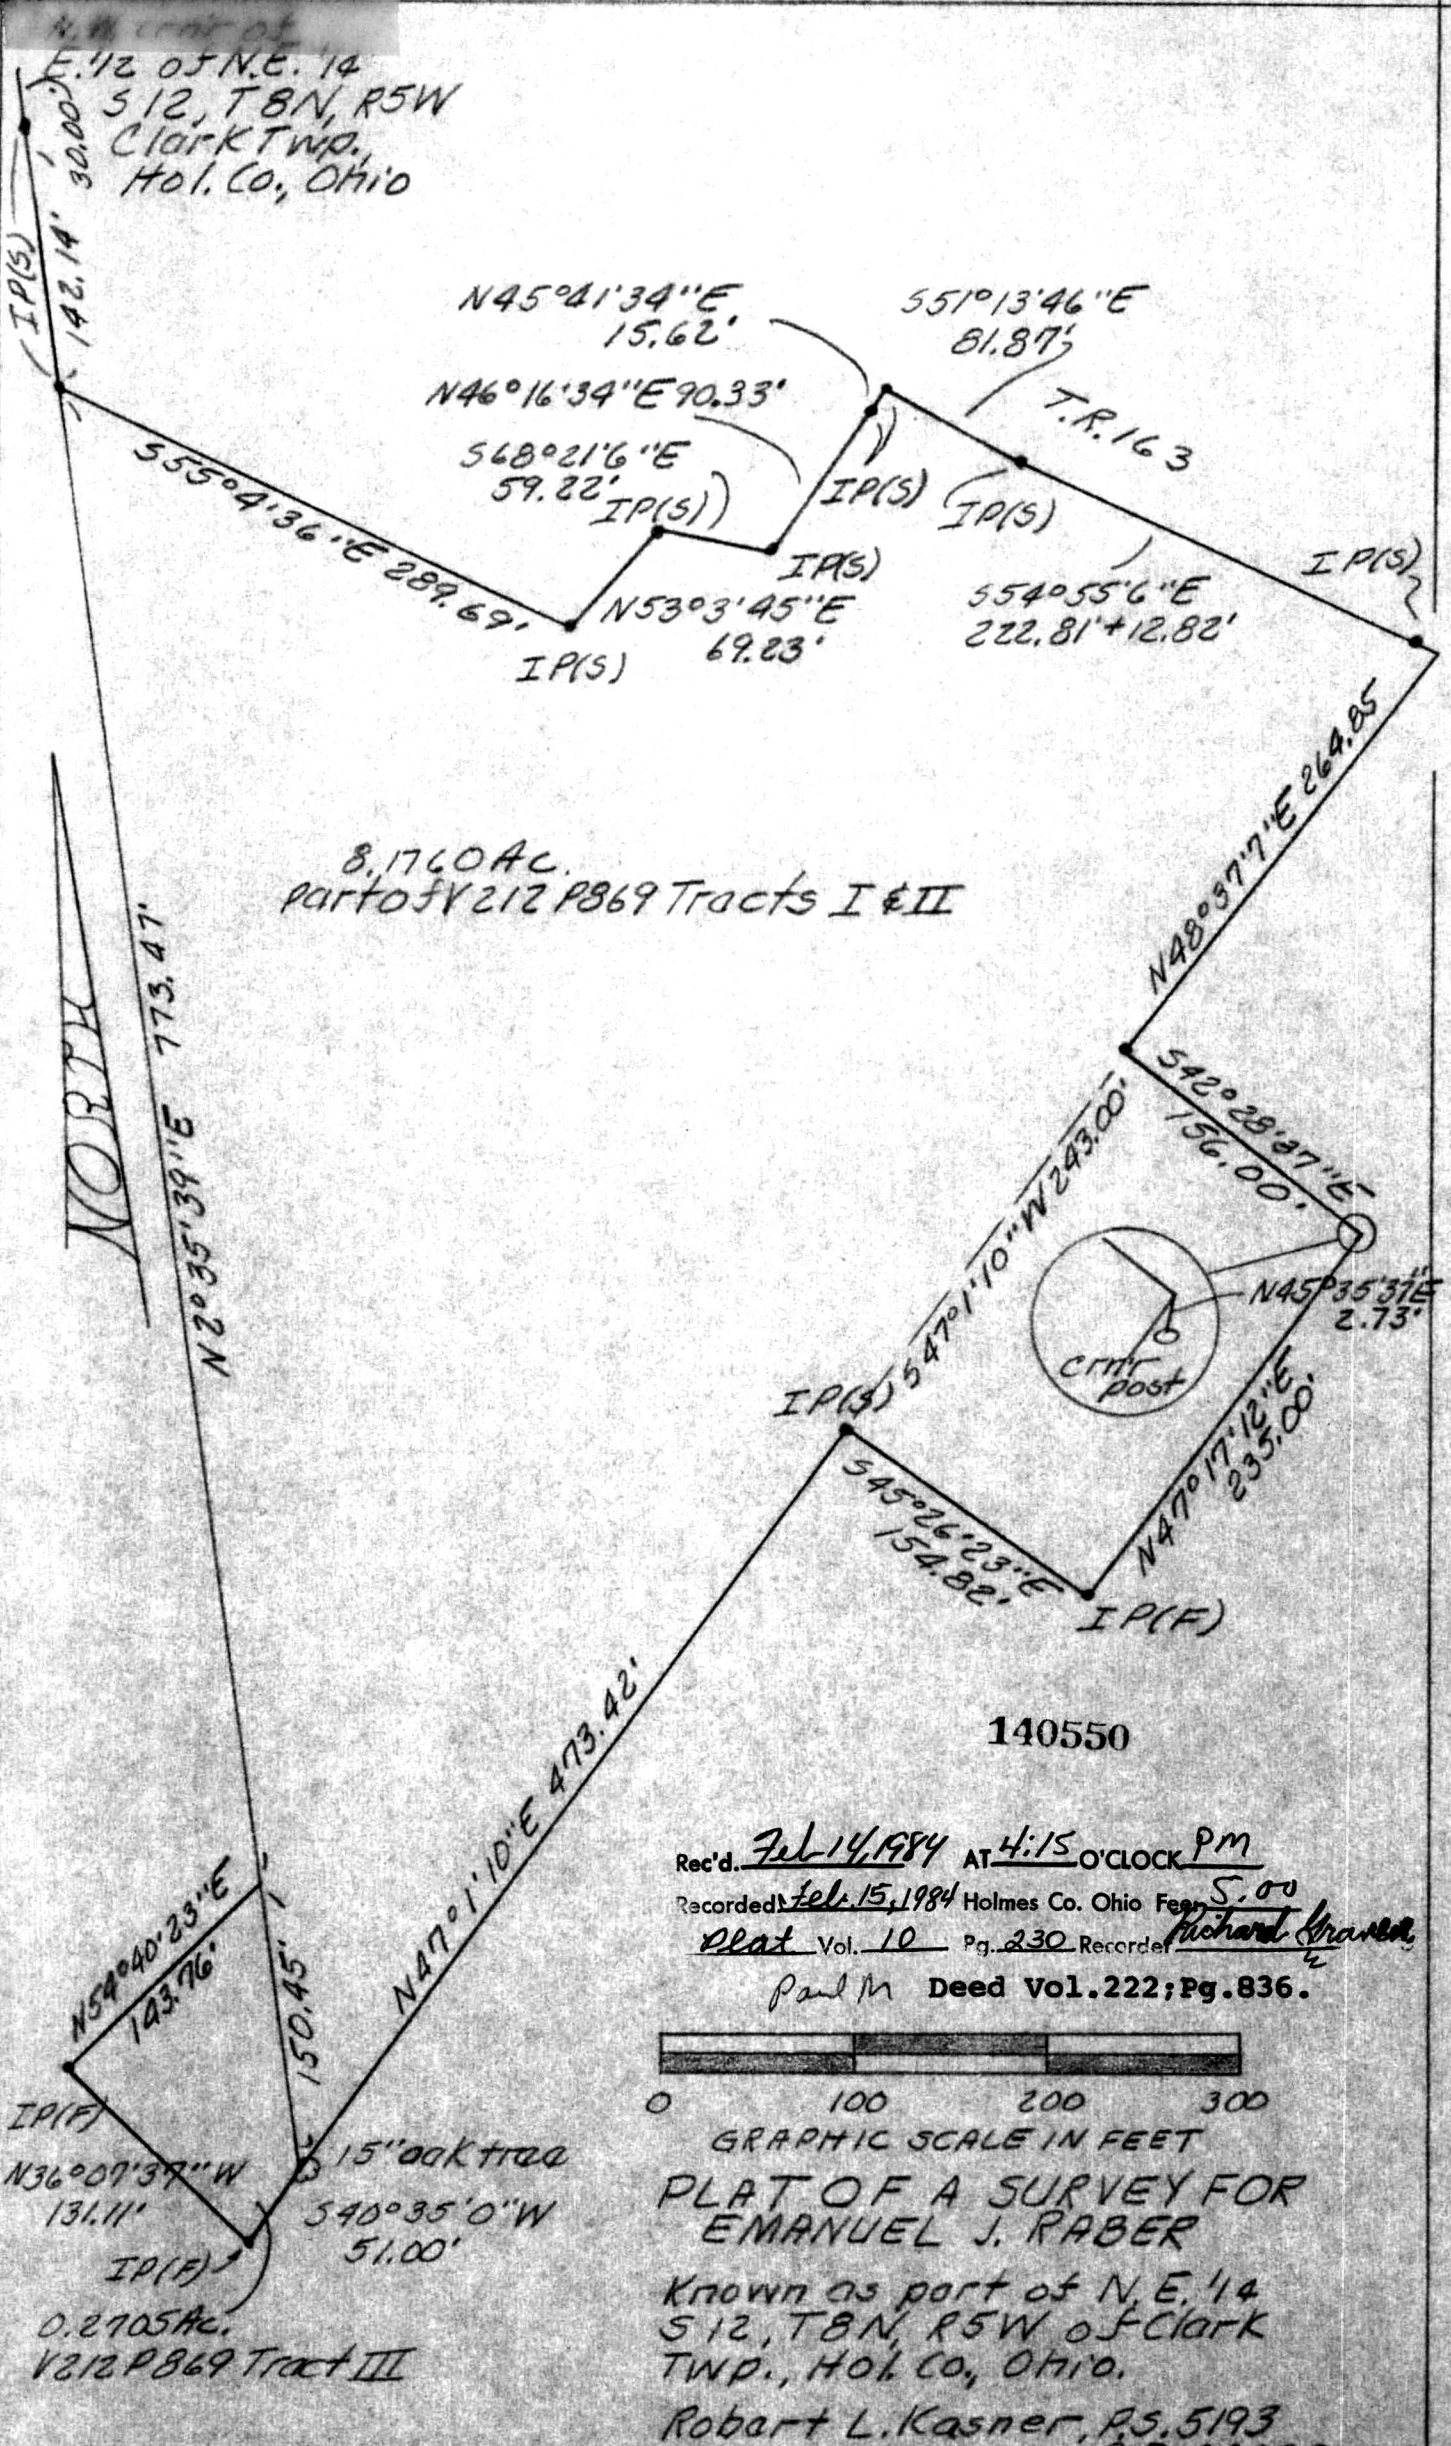 N.W. crnr of
E.1/2 of N.E. 1/4
S 12, T 8N, R5W
Clark Twp.,
Hol. Co., Ohio
30.00'
142.14'
IP(S)
N45°41'34"E
15.62'
S51°13'46"E
81.87'
N46°16'34"E 90.33'
T.R. 163
S68°21'6"E
59.22'
IP(S)
IP(S)
IP(S)
IP(S)
IP(S)
S55°4'36"E 289.69'
N53°3'45"E
69.23'
IP(S)
S54°55'6"E
222.81'+12.82'
N48°37'7"E 264.85
8.1760 Ac.
part of V212 P869 Tracts I & II
NORTH
N2°35'39"E 773.47'
S42°28'37"E
156.00'
S47°1'10"W 243.00'
N45°35'37"E
2.73'
crnr
post
IP(S)
N47°17'12"E
235.00'
S45°26'23"E
154.82'
IP(F)
N47°1'10"E 473.42'
140550
Rec'd. Feb 14, 1984 AT 4:15 O'CLOCK PM
Recorded Feb. 15, 1984 Holmes Co. Ohio Fee 5.00
Plat Vol. 10 Pg. 230 Recorder Richard Graven
Paul M Deed Vol.222;Pg.836.
N54°40'23"E
143.76'
150.45'
IP(F)
N36°07'37"W
131.11'
15" oak tree
S40°35'0"W
51.00'
IP(F)
0.2705 Ac.
V212 P869 Tract III
0 100 200 300
GRAPHIC SCALE IN FEET
PLAT OF A SURVEY FOR
EMANUEL J. RABER
Known as part of N.E. 1/4
S 12, T8N, R5W of Clark
Twp., Hol. Co., Ohio.
Robert L. Kasner, P.S. 5193